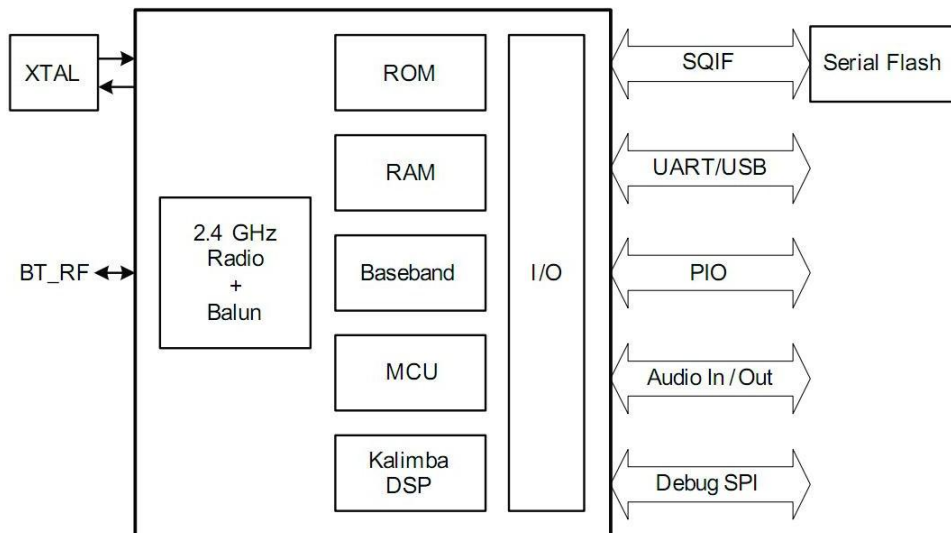 XTAL
BT_RF
2.4 GHz
Radio
+
Balun
ROM
RAM
Baseband
MCU
Kalimba
DSP
I/O
SQIF
UART/USB
PIO
Audio In/Out
Debug SPI
Serial Flash